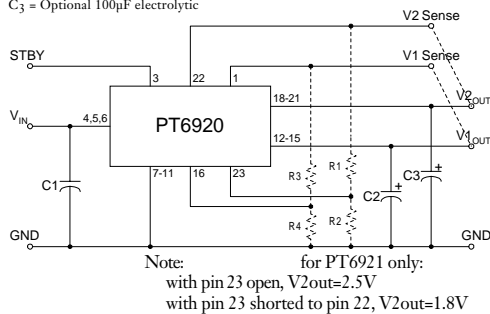 C3 = Optional 100µF electrolytic
V2 Sense
STBY
V1 Sense
3
22
1
18-21
V2OUT
VIN
4,5,6
PT6920
12-15
V1OUT
7-11
16
23
R3
R1
C1
C2
+
C3
+
R4
R2
GND
GND
Note: for PT6921 only:
with pin 23 open, V2out=2.5V
with pin 23 shorted to pin 22, V2out=1.8V